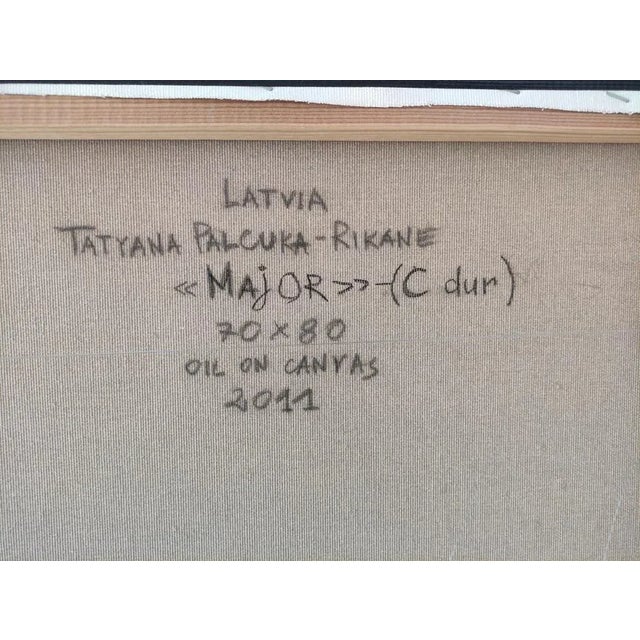 LATVIA
TATYANA PALCUKA-RIKANE
«MAjOR»-(C dur)
70×80
OIL ON CANVAS
2011